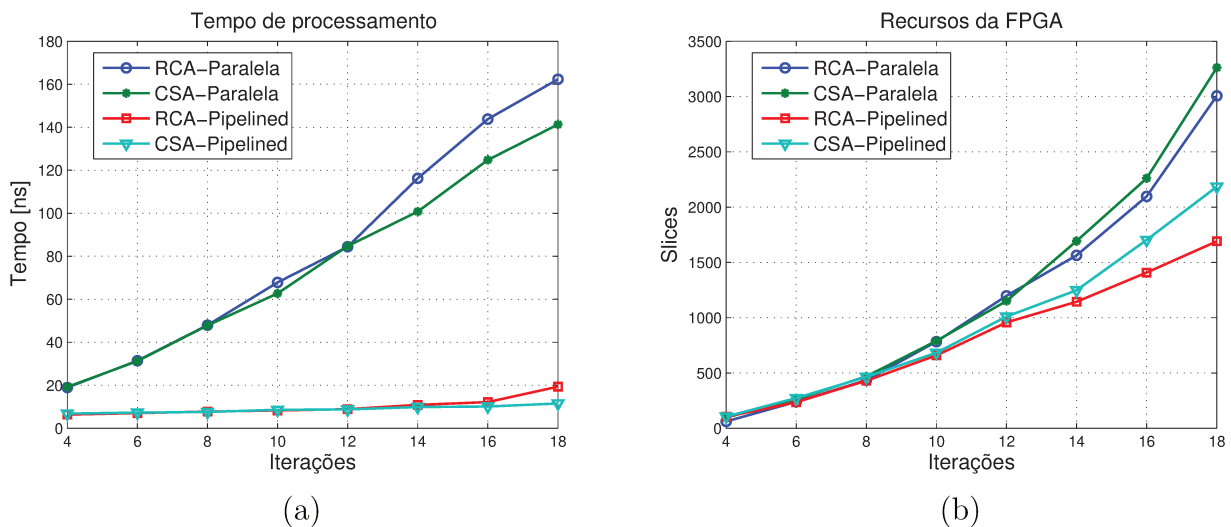 Tempo de processamento
180
160
140
120
100
80
60
40
20
0
Tempo [ns]
RCA-Paralela
CSA-Paralela
RCA-Pipelined
CSA-Pipelined
4 6 8 10 12 14 16 18
Iterações
(a)
Recursos da FPGA
3500
3000
2500
2000
1500
1000
500
0
Slices
RCA-Paralela
CSA-Paralela
RCA-Pipelined
CSA-Pipelined
4 6 8 10 12 14 16 18
Iterações
(b)